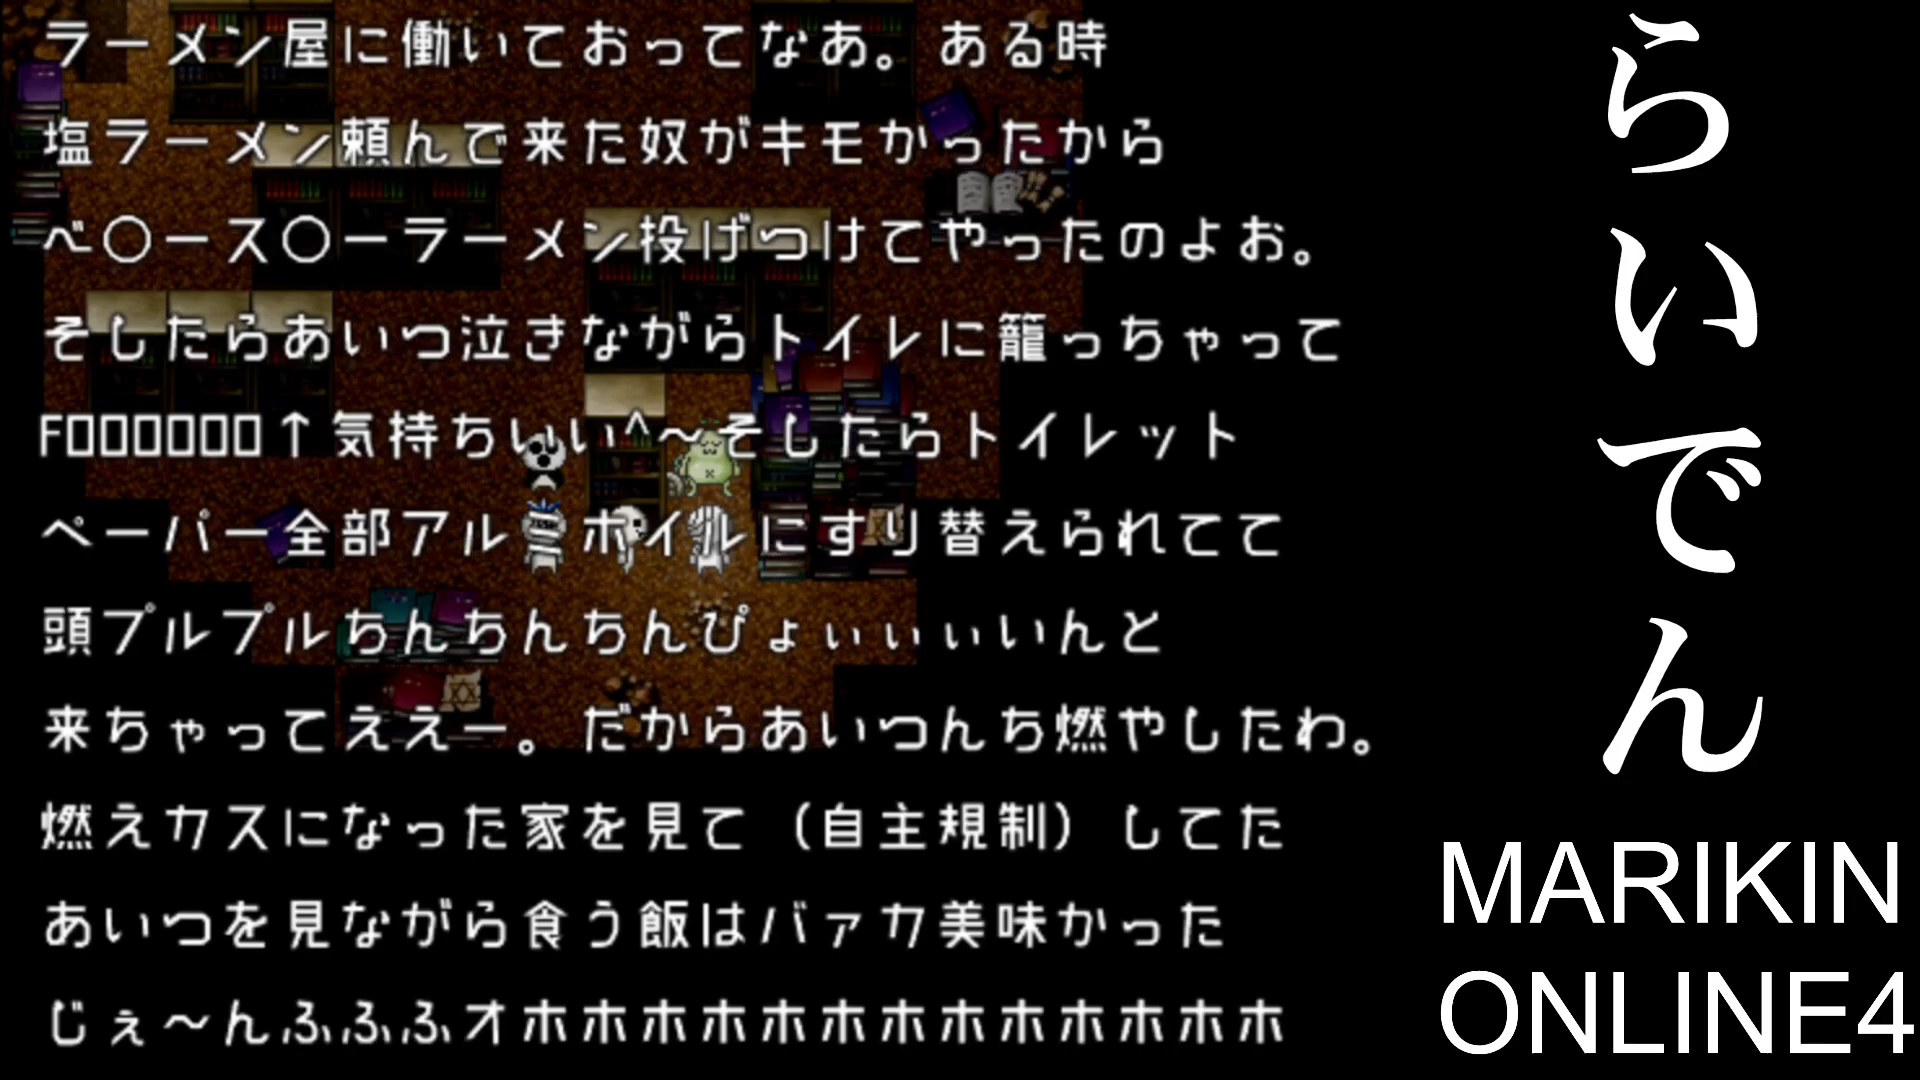 ラーメン屋に働いておってなあ。ある時
塩ラーメン頼んで来た奴がキモかったから
べ〇ース〇ーラーメン投げつけてやったのよお。
そしたらあいつ泣きながらトイレに籠っちゃって
F□□□□□□↑気持ちいい^～そしたらトイレット
ペーパー全部アルミホイルにすり替えられてて
頭プルプルちんちんちんぴょぃぃぃいんと
来ちゃってええー。だからあいつんち燃やしたわ。
燃えカスになった家を見て（自主規制）してた
あいつを見ながら食う飯はバァカ美味かった
じぇ～んふふふオホホホホホホホホホホホホホ
らいでん
MARIKIN
ONLINE4